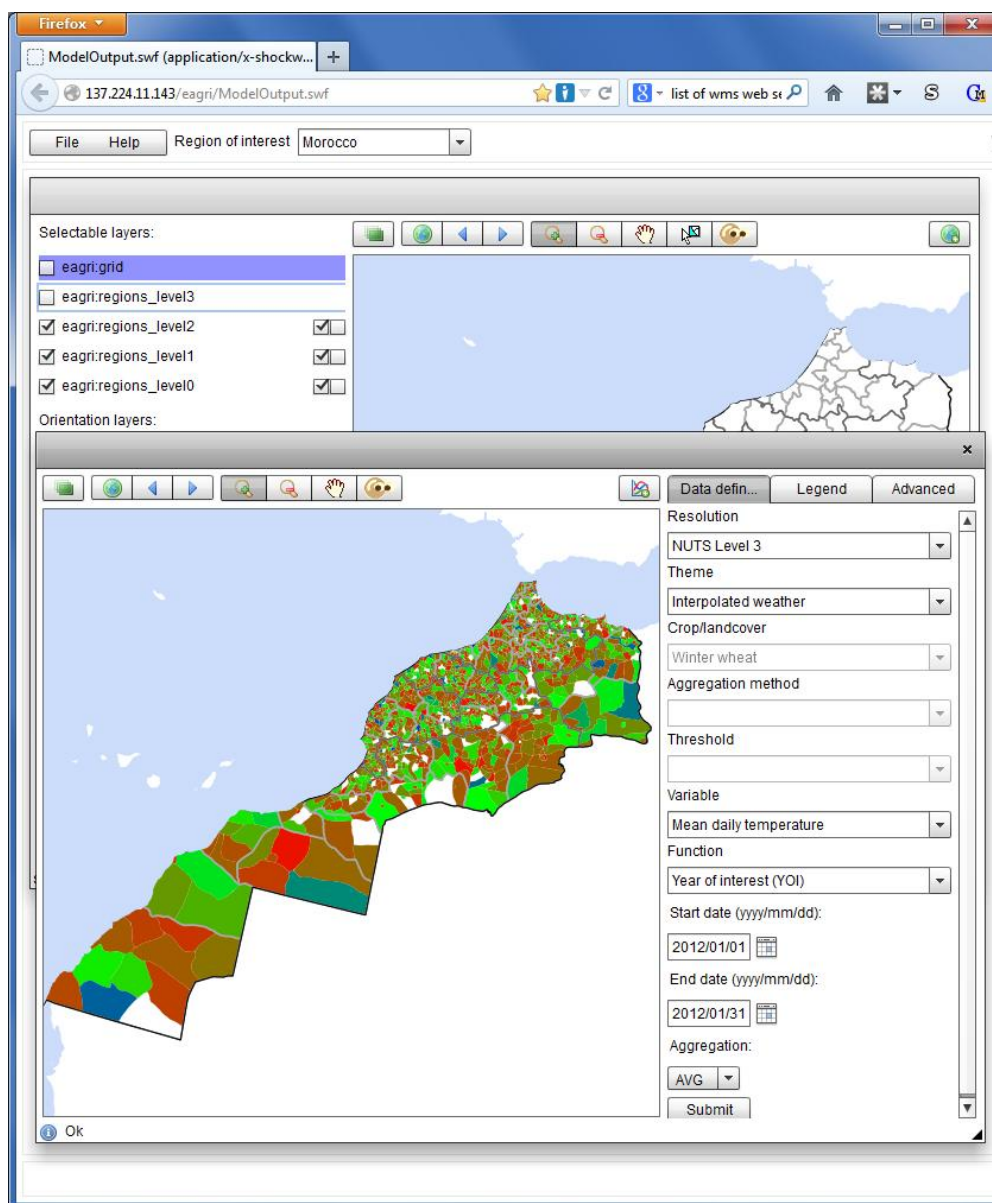 Firefox
ModelOutput.swf (application/x-shockw...
137.224.11.143/eagri/ModelOutput.swf
list of wms web se
File Help Region of interest Morocco
Selectable layers:
eagri:grid
eagri:regions_level3
eagri:regions_level2
eagri:regions_level1
eagri:regions_level0
Orientation layers:
Data defin... Legend Advanced
Resolution
NUTS Level 3
Theme
Interpolated weather
Crop/landcover
Winter wheat
Aggregation method
Threshold
Variable
Mean daily temperature
Function
Year of interest (YOI)
Start date (yyyy/mm/dd):
2012/01/01
End date (yyyy/mm/dd):
2012/01/31
Aggregation:
AVG
Submit
Ok